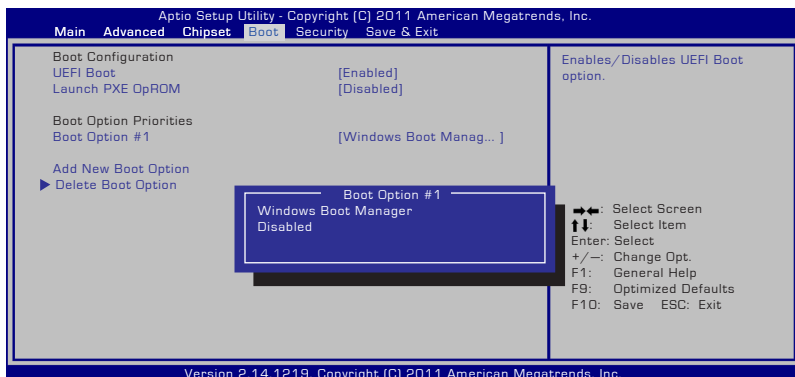 Aptio Setup Utility - Copyright (C) 2011 American Megatrends, Inc.
Main Advanced Chipset Boot Security Save & Exit
Boot Configuration
UEFI Boot [Enabled]
Launch PXE OpROM [Disabled]
Boot Option Priorities
Boot Option #1 [Windows Boot Manag... ]
Add New Boot Option
Delete Boot Option
Boot Option #1
Windows Boot Manager
Disabled
Enables/Disables UEFI Boot
option.
→←: Select Screen
↑↓: Select Item
Enter: Select
+/—: Change Opt.
F1: General Help
F9: Optimized Defaults
F10: Save ESC: Exit
Version 2.14.1219. Copyright (C) 2011 American Megatrends, Inc.